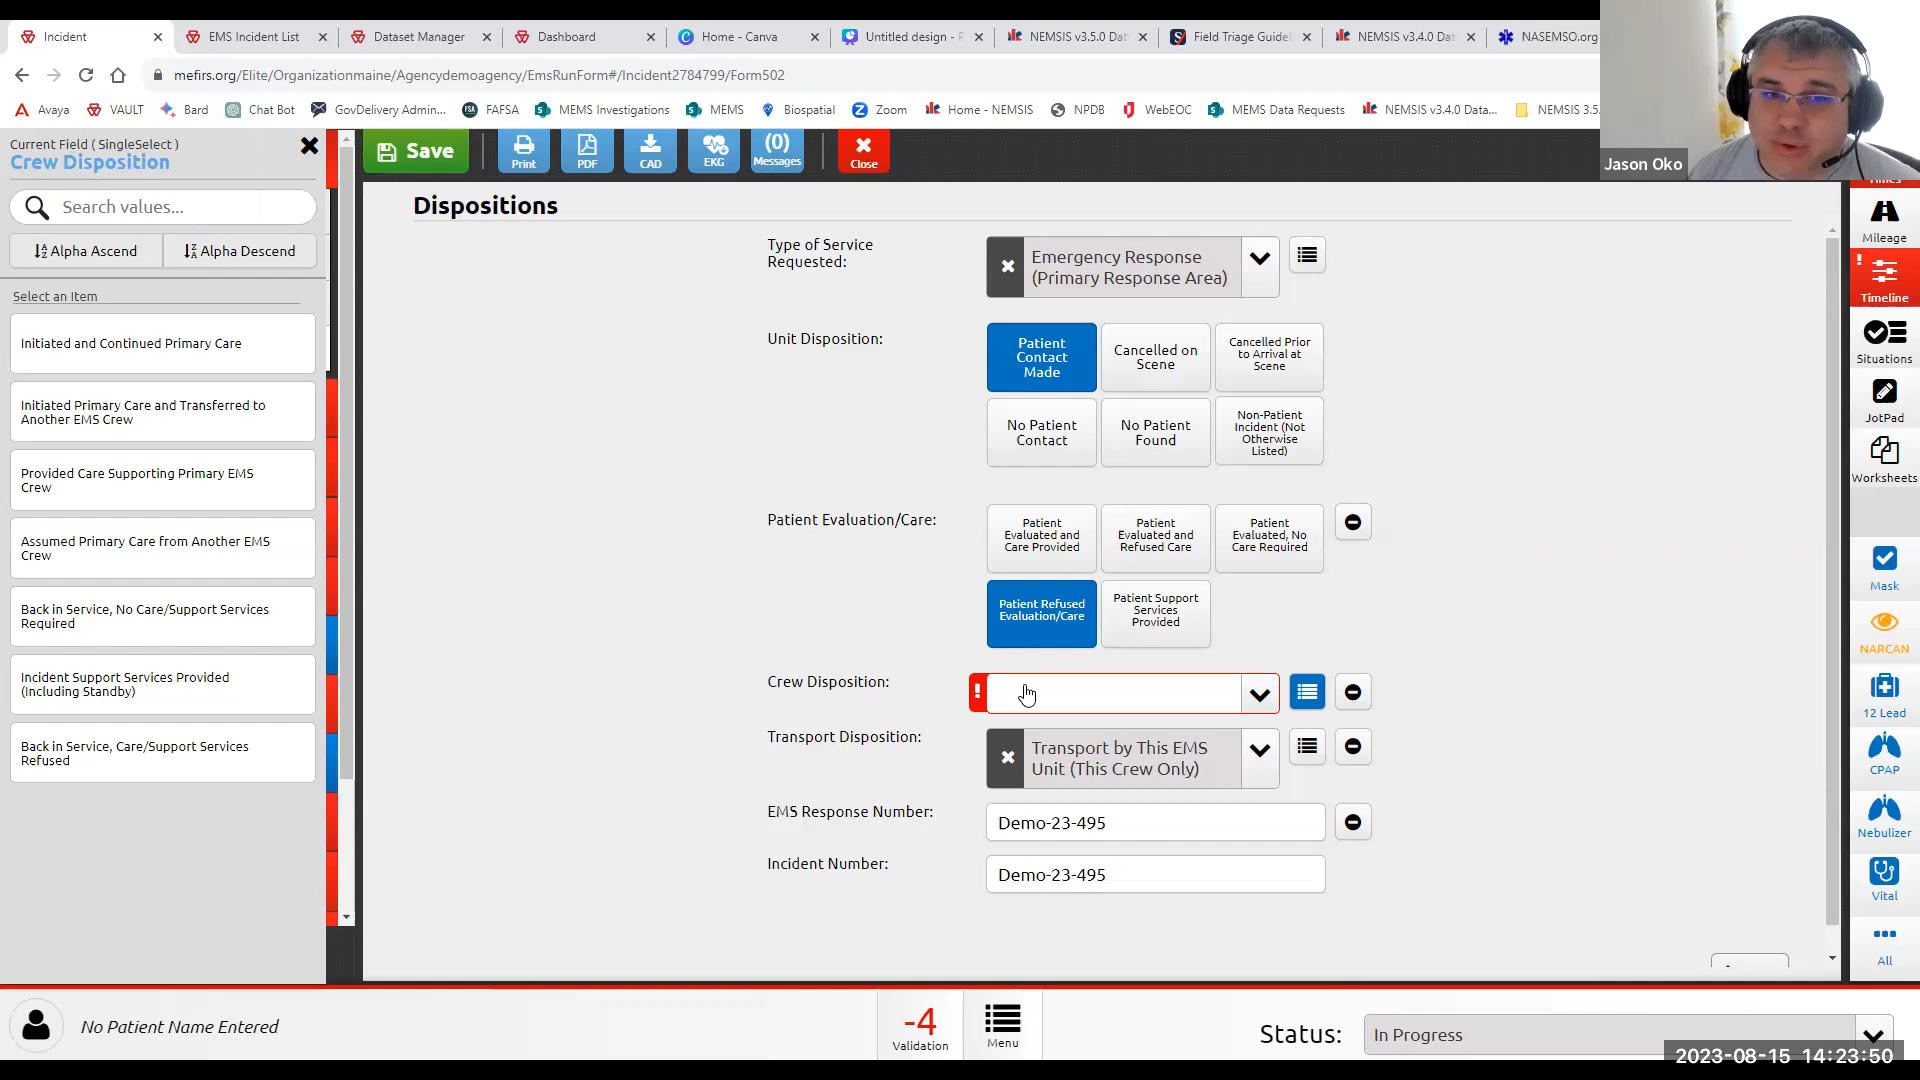 Incident
EMS Incident List
Dataset Manager
Dashboard
Home - Canva
Untitled design -
NEMSIS v3.5.0 Dat
Field Triage Guidel
NEMSIS v3.4.0 Dat
NASEMSO.org
mefirs.org/Elite/Organizationmaine/Agencydemoagency/EmsRunForm#/Incident2784799/Form502
Avaya
VAULT
Bard
Chat Bot
GovDelivery Admin...
FSA
FAFSA
MEMS Investigations
MEMS
Biospatial
Zoom
Home - NEMSIS
NPDB
WebEOC
MEMS Data Requests
NEMSIS v3.4.0 Data...
NEMSIS 3.5.
Jason Oko
Current Field ( SingleSelect )
Crew Disposition
Search values...
Alpha Ascend
Alpha Descend
Select an Item
Initiated and Continued Primary Care
Initiated Primary Care and Transferred to
Another EMS Crew
Provided Care Supporting Primary EMS
Crew
Assumed Primary Care from Another EMS
Crew
Back in Service, No Care/Support Services
Required
Incident Support Services Provided
(Including Standby)
Back in Service, Care/Support Services
Refused
Save
Print
PDF
CAD
EKG
(0)
Messages
Close
Dispositions
Type of Service
Requested:
Emergency Response
(Primary Response Area)
Unit Disposition:
Patient
Contact
Made
Cancelled on
Scene
Cancelled Prior
to Arrival at
Scene
No Patient
Contact
No Patient
Found
Non-Patient
Incident (Not
Otherwise
Listed)
Patient Evaluation/Care:
Patient
Evaluated and
Care Provided
Patient
Evaluated and
Refused Care
Patient
Evaluated, No
Care Required
Patient Refused
Evaluation/Care
Patient Support
Services
Provided
Crew Disposition:
!
Transport Disposition:
Transport by This EMS
Unit (This Crew Only)
EMS Response Number:
Demo-23-495
Incident Number:
Demo-23-495
Times
Mileage
!
Timeline
Situations
JotPad
Worksheets
Mask
NARCAN
12 Lead
CPAP
Nebulizer
Vital
All
No Patient Name Entered
-4
Validation
Menu
Status:
In Progress
2023-08-15 14:23:50